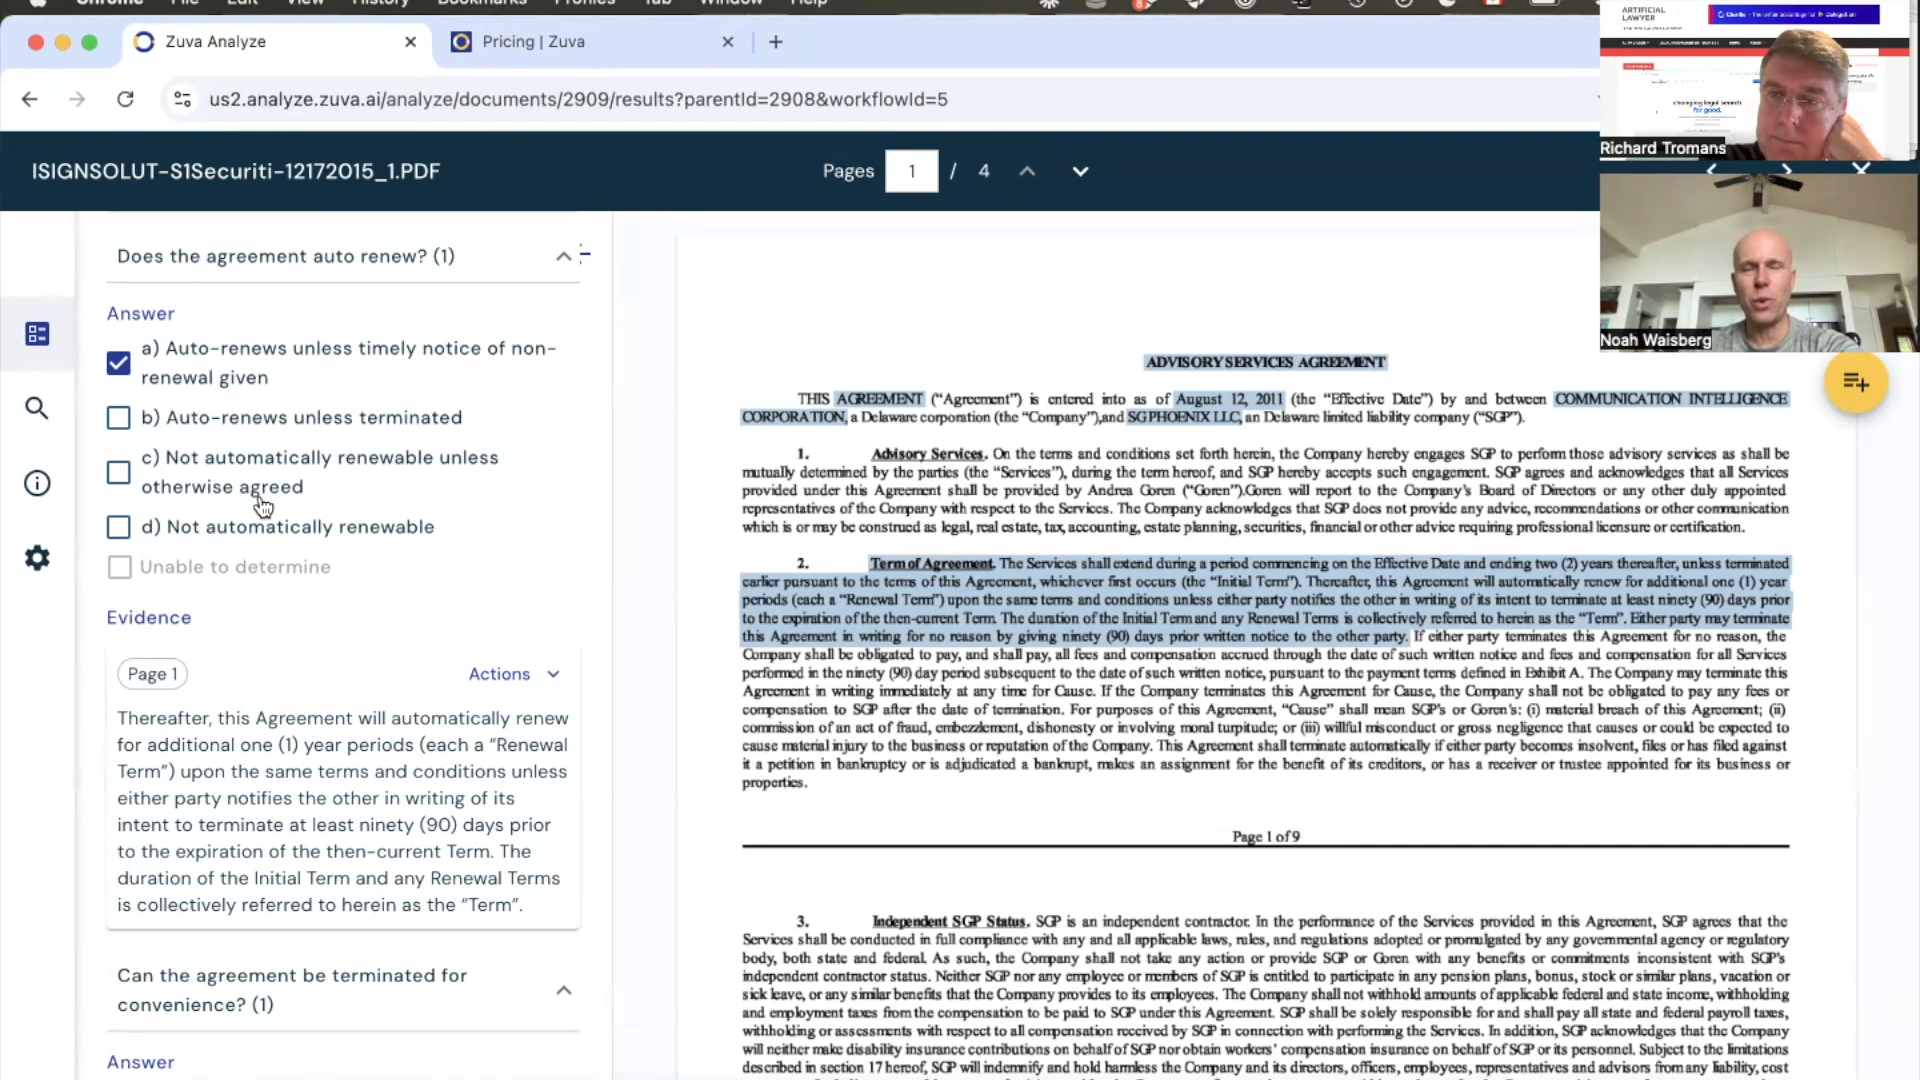 Chrome File Edit View History Bookmarks Profiles Tab Window Help
Zuva Analyze
Pricing | Zuva
us2.analyze.zuva.ai/analyze/documents/2909/results?parentId=2908&workflowId=5
ARTIFICIAL
LAWYER
changing legal search
for good.
Richard Tromans
Noah Waisberg
ISIGNSOLUT-S1Securiti-12172015_1.PDF
Pages 1 / 4
Does the agreement auto renew? (1)
Answer
a) Auto-renews unless timely notice of non-
renewal given
b) Auto-renews unless terminated
c) Not automatically renewable unless
otherwise agreed
d) Not automatically renewable
Unable to determine
Evidence
Page 1
Actions
Thereafter, this Agreement will automatically renew
for additional one (1) year periods (each a “Renewal
Term”) upon the same terms and conditions unless
either party notifies the other in writing of its
intent to terminate at least ninety (90) days prior
to the expiration of the then-current Term. The
duration of the Initial Term and any Renewal Terms
is collectively referred to herein as the “Term”.
Can the agreement be terminated for
convenience? (1)
Answer
ADVISORY SERVICES AGREEMENT
THIS AGREEMENT (“Agreement”) is entered into as of August 12, 2011 (the “Effective Date”) by and between COMMUNICATION INTELLIGENCE
CORPORATION, a Delaware corporation (the “Company”),and SG PHOENIX LLC, an Delaware limited liability company (“SGP”).
1. Advisory Services. On the terms and conditions set forth herein, the Company hereby engages SGP to perform those advisory services as shall be
mutually determined by the parties (the “Services”), during the term hereof, and SGP hereby accepts such engagement. SGP agrees and acknowledges that all Services
provided under this Agreement shall be provided by Andrea Goren (“Goren”).Goren will report to the Company’s Board of Directors or any other duly appointed
representatives of the Company with respect to the Services. The Company acknowledges that SGP does not provide any advice, recommendations or other communication
which is or may be construed as legal, real estate, tax, accounting, estate planning, securities, financial or other advice requiring professional licensure or certification.
2. Term of Agreement. The Services shall extend during a period commencing on the Effective Date and ending two (2) years thereafter, unless terminated
earlier pursuant to the terms of this Agreement, whichever first occurs (the “Initial Term”). Thereafter, this Agreement will automatically renew for additional one (1) year
periods (each a “Renewal Term”) upon the same terms and conditions unless either party notifies the other in writing of its intent to terminate at least ninety (90) days prior
to the expiration of the then-current Term. The duration of the Initial Term and any Renewal Terms is collectively referred to herein as the “Term”. Either party may terminate
this Agreement in writing for no reason by giving ninety (90) days prior written notice to the other party. If either party terminates this Agreement for no reason, the
Company shall be obligated to pay, and shall pay, all fees and compensation accrued through the date of such written notice and fees and compensation for all Services
performed in the ninety (90) day period subsequent to the date of such written notice, pursuant to the payment terms defined in Exhibit A. The Company may terminate this
Agreement in writing immediately at any time for Cause. If the Company terminates this Agreement for Cause, the Company shall not be obligated to pay any fees or
compensation to SGP after the date of termination. For purposes of this Agreement, “Cause” shall mean SGP’s or Goren’s: (i) material breach of this Agreement; (ii)
commission of an act of fraud, embezzlement, dishonesty or involving moral turpitude; or (iii) willful misconduct or gross negligence that causes or could be expected to
cause material injury to the business or reputation of the Company. This Agreement shall terminate automatically if either party becomes insolvent, files or has filed against
it a petition in bankruptcy or is adjudicated a bankrupt, makes an assignment for the benefit of its creditors, or has a receiver or trustee appointed for its business or
properties.
Page 1 of 9
3. Independent SGP Status. SGP is an independent contractor. In the performance of the Services provided in this Agreement, SGP agrees that the
Services shall be conducted in full compliance with any and all applicable laws, rules, and regulations adopted or promulgated by any governmental agency or regulatory
body, both state and federal. As such, the Company shall not take any action or provide SGP or Goren with any benefits or commitments inconsistent with SGP’s
independent contractor status. Neither SGP nor any employee or members of SGP is entitled to participate in any pension plans, bonus, stock or similar plans, vacation or
sick leave, or any similar benefits that the Company provides to its employees. The Company shall not withhold amounts of applicable federal and state income, withholding
and employment taxes from the compensation to be paid to SGP under this Agreement. SGP shall be solely responsible for and shall pay all state and federal payroll taxes,
withholding or assessments with respect to all compensation received by SGP in connection with performing the Services. In addition, SGP acknowledges that the Company
will neither make disability insurance contributions on behalf of SGP nor obtain workers’ compensation insurance on behalf of SGP or its personnel. Subject to the limitations
described in section 17 hereof, SGP will indemnify and hold harmless the Company and its directors, officers, employees, representatives and advisors from any liability, cost